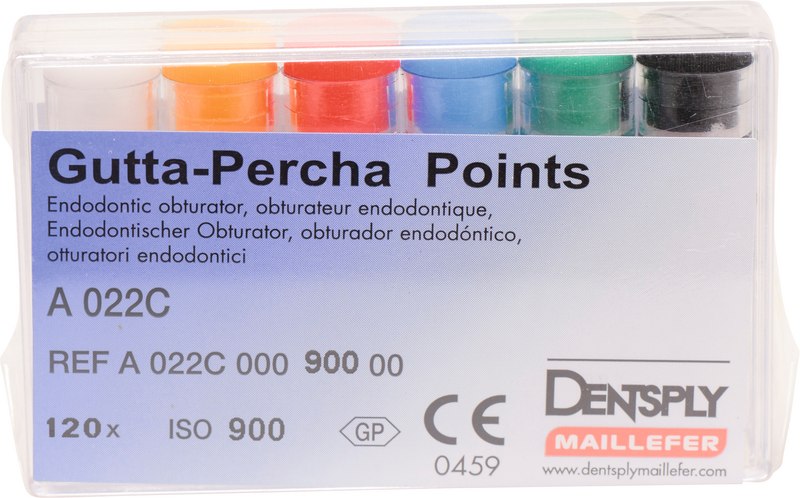 Gutta-Percha Points
Endodontic obturator, obturateur endodontique,
Endodontischer Obturator, obturador endodóntico,
otturatori endodontici
A 022C
REF A 022C 000 900 00
120x ISO 900 GP CE
0459
DENTSPLY
MAILLEFER
www.dentsplymaillefer.com